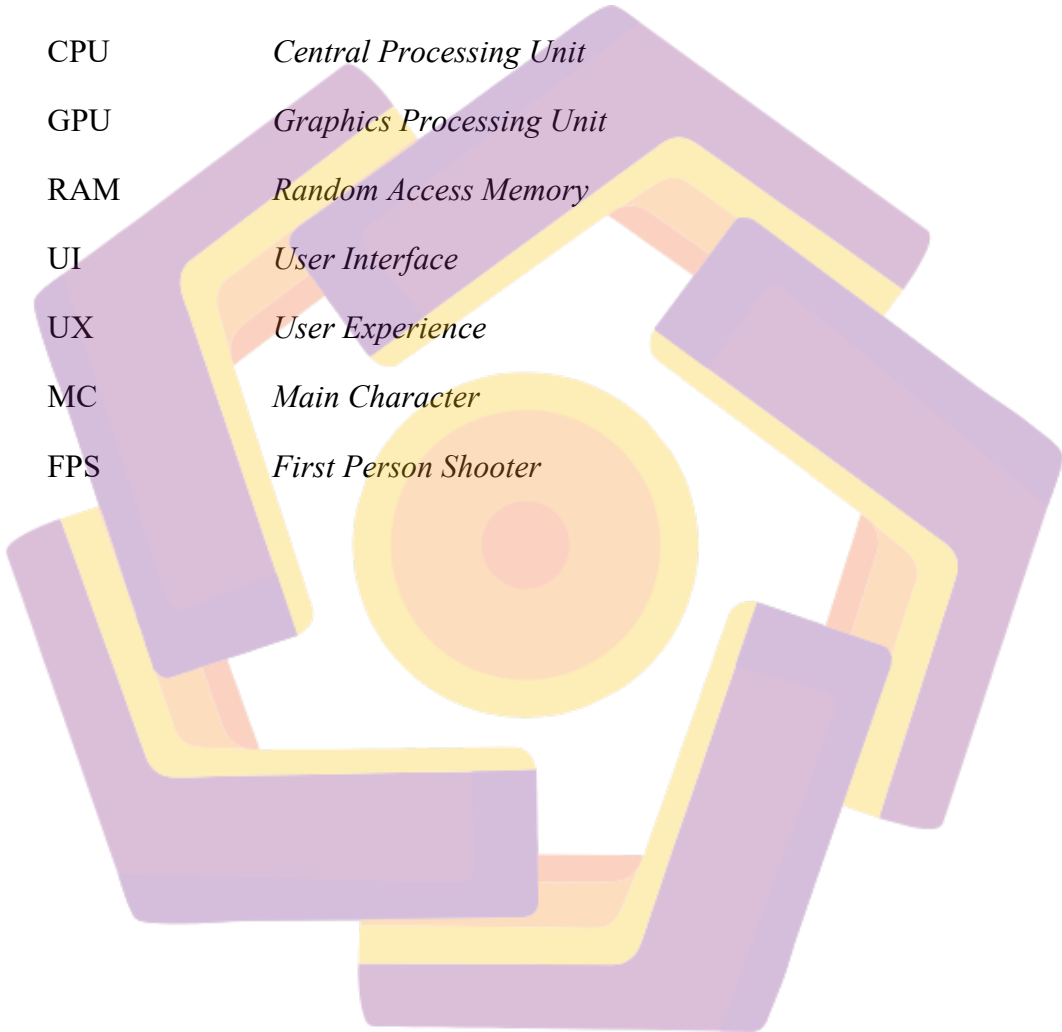 CPU Central Processing Unit
GPU Graphics Processing Unit
RAM Random Access Memory
UI User Interface
UX User Experience
MC Main Character
FPS First Person Shooter